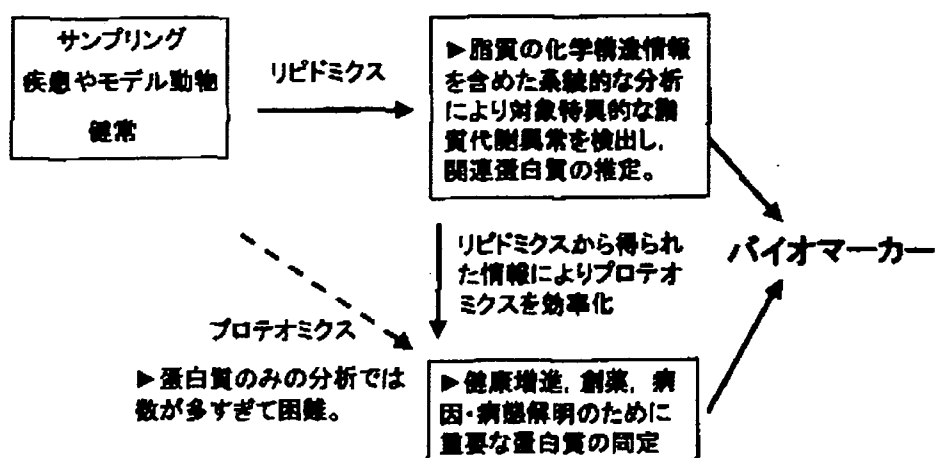 サンプリング
疾患やモデル動物
健常
リピドミクス
▶脂質の化学構造情報
を含めた系統的な分析
により対象特異的な脂
質代謝異常を検出し,
関連蛋白質の推定。
リピドミクスから得られ
た情報によりプロテオ
ミクスを効率化
バイオマーカー
プロテオミクス
▶蛋白質のみの分析では
数が多すぎて困難。
▶健康増進, 創薬, 病
因・病態解明のために
重要な蛋白質の同定